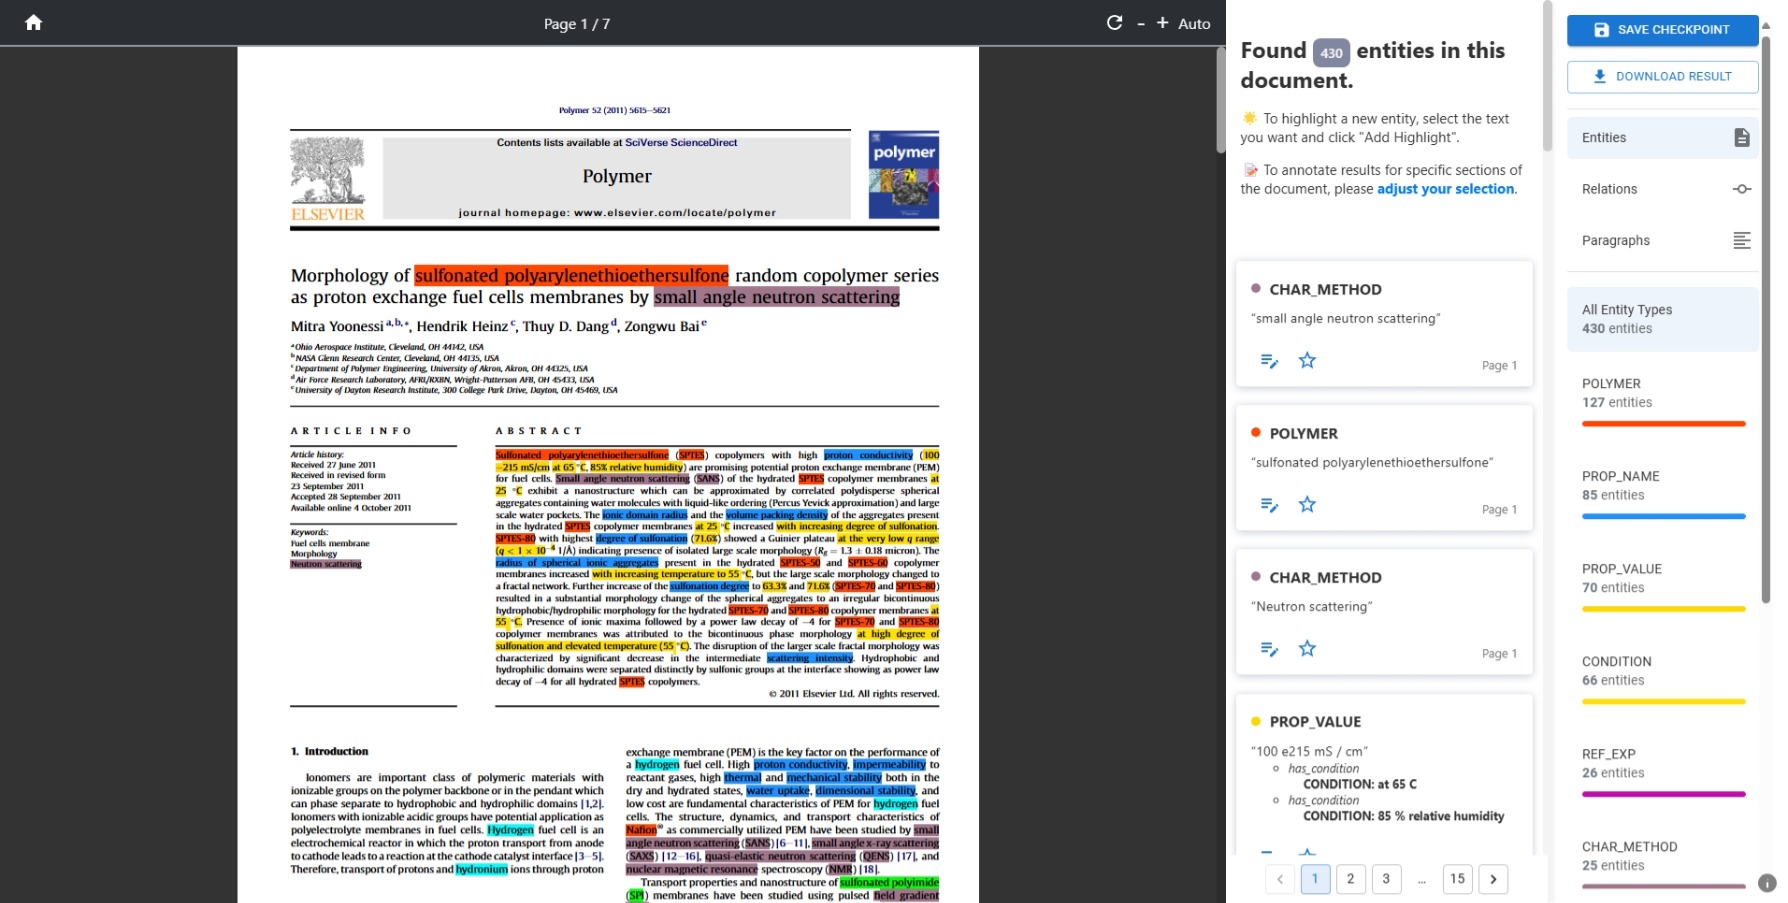 Page 1 / 7
- + Auto
Polymer 52 (2011) 5615–5621
Contents lists available at SciVerse ScienceDirect
Polymer
journal homepage: www.elsevier.com/locate/polymer
ELSEVIER
polymer
Morphology of sulfonated polyarylenethioethersulfone random copolymer series
as proton exchange fuel cells membranes by small angle neutron scattering
Mitra Yoonessi a,b,*, Hendrik Heinz c, Thuy D. Dang d, Zongwu Bai e
a Ohio Aerospace Institute, Cleveland, OH 44142, USA
b NASA Glenn Research Center, Cleveland, OH 44135, USA
c Department of Polymer Engineering, University of Akron, Akron, OH 44325, USA
d Air Force Research Laboratory, AFRL/RXBN, Wright-Patterson AFB, OH 45433, USA
e University of Dayton Research Institute, 300 College Park Drive, Dayton, OH 45469, USA
ARTICLE INFO
Article history:
Received 27 June 2011
Received in revised form
23 September 2011
Accepted 28 September 2011
Available online 4 October 2011
Keywords:
Fuel cells membrane
Morphology
Neutron scattering
ABSTRACT
Sulfonated polyarylenethioethersulfone (SPTES) copolymers with high proton conductivity (100
–215 mS/cm at 65 °C, 85% relative humidity) are promising potential proton exchange membrane (PEM)
for fuel cells. Small angle neutron scattering (SANS) of the hydrated SPTES copolymer membranes at
25 °C exhibit a nanostructure which can be approximated by correlated polydisperse spherical
aggregates containing water molecules with liquid-like ordering (Percus Yevick approximation) and large
scale water pockets. The ionic domain radius and the volume packing density of the aggregates present
in the hydrated SPTES copolymer membranes at 25 °C increased with increasing degree of sulfonation.
SPTES-80 with highest degree of sulfonation (71.6%) showed a Guinier plateau at the very low q range
(q < 1 × 10⁻⁴ 1/Å) indicating presence of isolated large scale morphology (Rg = 1.3 ± 0.18 micron). The
radius of spherical ionic aggregates present in the hydrated SPTES-50 and SPTES-60 copolymer
membranes increased with increasing temperature to 55 °C, but the large scale morphology changed to
a fractal network. Further increase of the sulfonation degree to 63.3% and 71.6% (SPTES-70 and SPTES-80)
resulted in a substantial morphology change of the spherical aggregates to an irregular bicontinuous
hydrophobic/hydrophilic morphology for the hydrated SPTES-70 and SPTES-80 copolymer membranes at
55 °C. Presence of ionic maxima followed by a power law decay of –4 for SPTES-70 and SPTES-80
copolymer membranes was attributed to the bicontinuous phase morphology at high degree of
sulfonation and elevated temperature (55 °C). The disruption of the larger scale fractal morphology was
characterized by significant decrease in the intermediate scattering intensity. Hydrophobic and
hydrophilic domains were separated distinctly by sulfonic groups at the interface showing as power law
decay of –4 for all hydrated SPTES copolymers.
© 2011 Elsevier Ltd. All rights reserved.
1. Introduction
Ionomers are important class of polymeric materials with
ionizable groups on the polymer backbone or in the pendant which
can phase separate to hydrophobic and hydrophilic domains [1,2].
Ionomers with ionizable acidic groups have potential application as
polyelectrolyte membranes in fuel cells. Hydrogen fuel cell is an
electrochemical reactor in which the proton transport from anode
to cathode leads to a reaction at the cathode catalyst interface [3–5].
Therefore, transport of protons and hydronium ions through proton
exchange membrane (PEM) is the key factor on the performance of
a hydrogen fuel cell. High proton conductivity, impermeability to
reactant gases, high thermal and mechanical stability both in the
dry and hydrated states, water uptake, dimensional stability, and
low cost are fundamental characteristics of PEM for hydrogen fuel
cells. The structure, dynamics, and transport characteristics of
Nafion® as commercially utilized PEM have been studied by small
angle neutron scattering (SANS) [6–11], small angle x-ray scattering
(SAXS) [12–16], quasi-elastic neutron scattering (QENS) [17], and
nuclear magnetic resonance spectroscopy (NMR) [18].
Transport properties and nanostructure of sulfonated polyimide
(SPI) membranes have been studied using pulsed field gradient
Found 430 entities in this
document.
To highlight a new entity, select the text
you want and click "Add Highlight".
To annotate results for specific sections of
the document, please adjust your selection.
CHAR_METHOD
“small angle neutron scattering”
Page 1
POLYMER
“sulfonated polyarylenethioethersulfone”
Page 1
CHAR_METHOD
“Neutron scattering”
Page 1
PROP_VALUE
“100 e215 mS / cm”
has_condition
CONDITION: at 65 C
has_condition
CONDITION: 85 % relative humidity
< 1 2 3 ... 15 >
SAVE CHECKPOINT
DOWNLOAD RESULT
Entities
Relations
Paragraphs
All Entity Types
430 entities
POLYMER
127 entities
PROP_NAME
85 entities
PROP_VALUE
70 entities
CONDITION
66 entities
REF_EXP
26 entities
CHAR_METHOD
25 entities